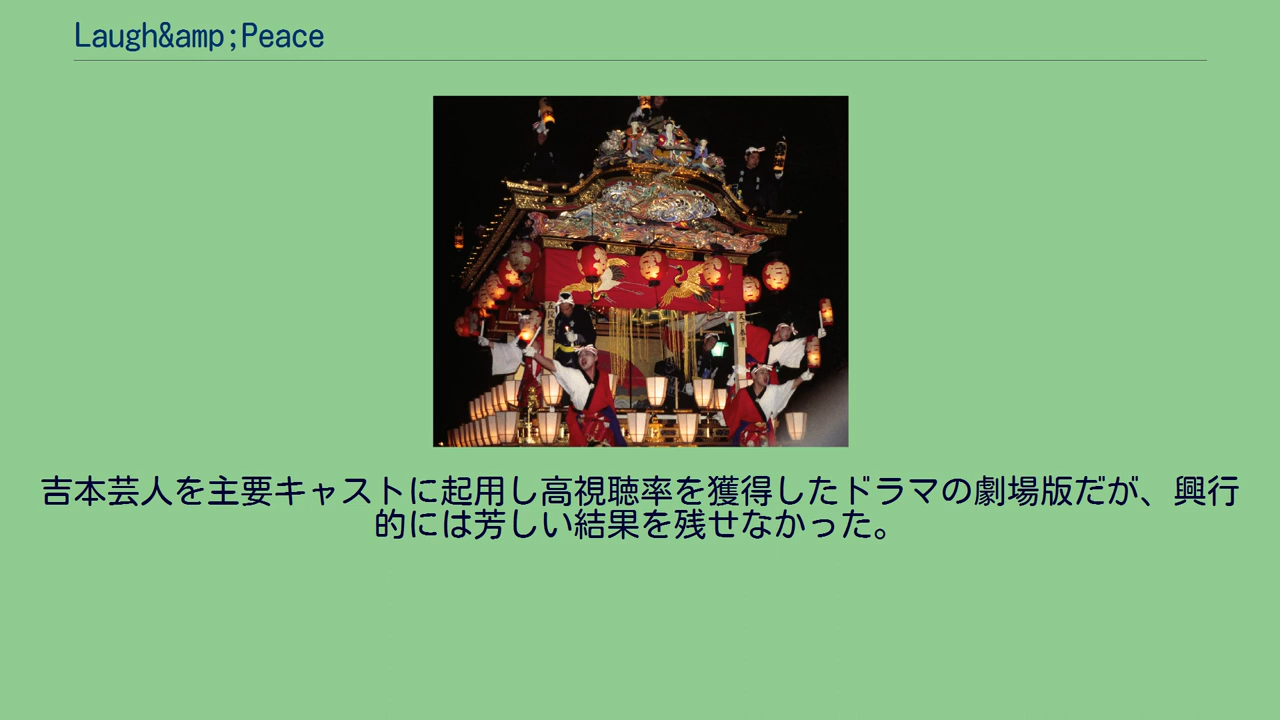 Laugh&amp;Peace
吉本芸人を主要キャストに起用し高視聴率を獲得したドラマの劇場版だが、興行
的には芳しい結果を残せなかった。